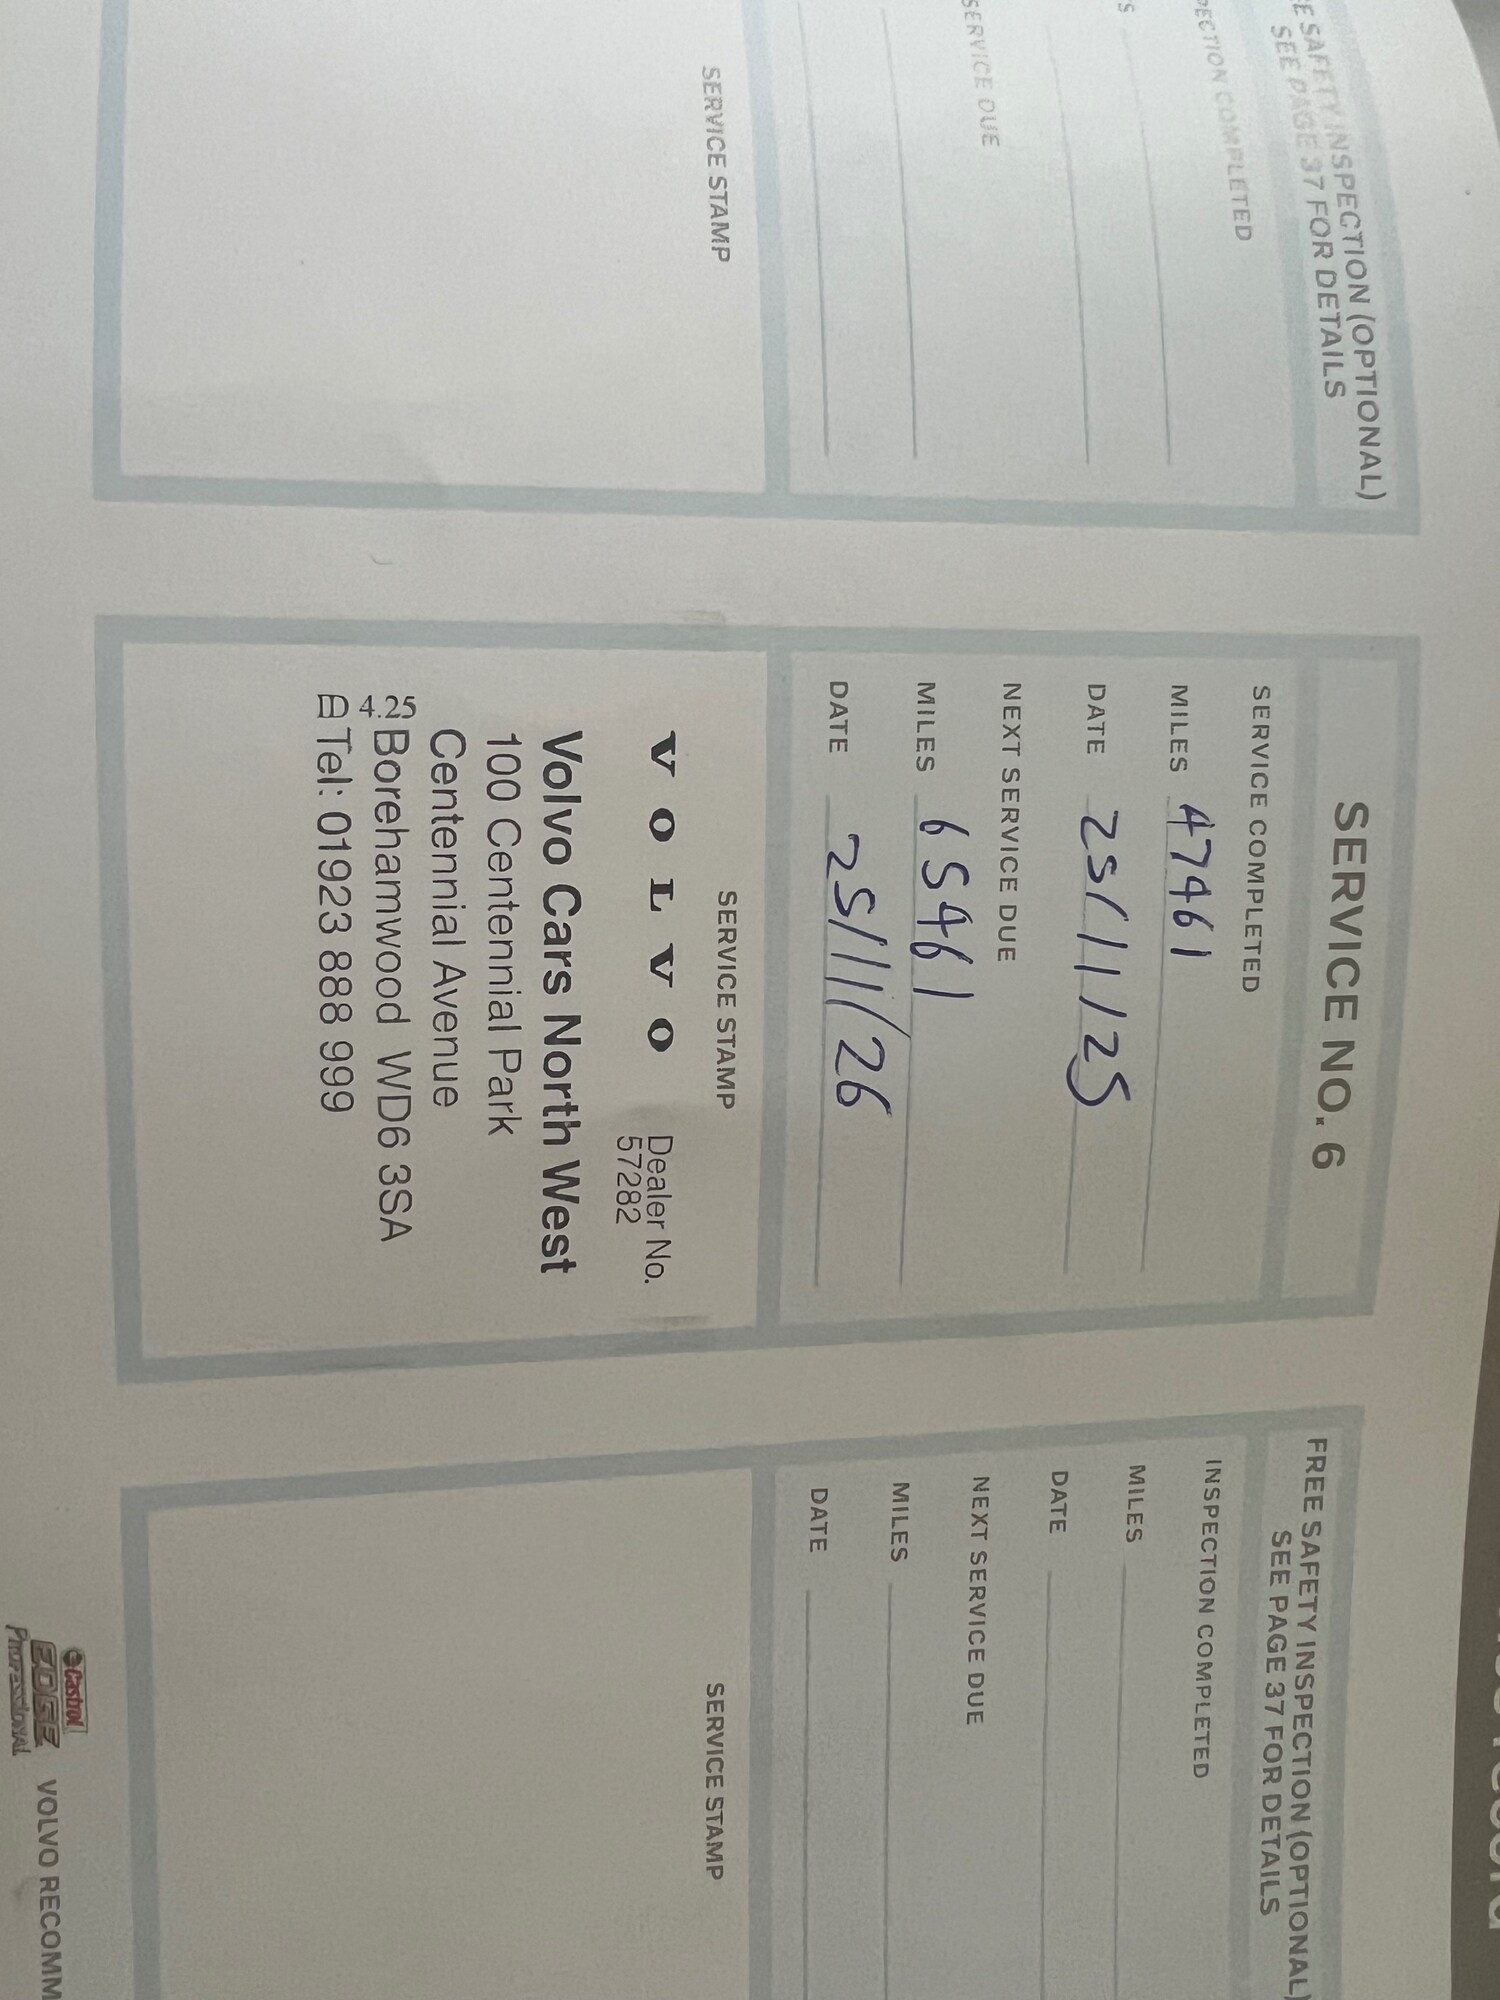 E SAFETY INSPECTION (OPTIONAL)
SEE PAGE 37 FOR DETAILS
PECTION COMPLETED
S
SERVICE DUE
SERVICE STAMP
SERVICE NO. 6
SERVICE COMPLETED
MILES 47461
DATE 25/11/25
NEXT SERVICE DUE
MILES 65461
DATE 25/11/26
SERVICE STAMP
VOLVO
Dealer No.
57282
Volvo Cars North West
100 Centennial Park
Centennial Avenue
4.25 Borehamwood WD6 3SA
Tel: 01923 888 999
FREE SAFETY INSPECTION (OPTIONAL)
SEE PAGE 37 FOR DETAILS
INSPECTION COMPLETED
MILES
DATE
NEXT SERVICE DUE
MILES
DATE
SERVICE STAMP
Castrol
EDGE
Professional
VOLVO RECOMM